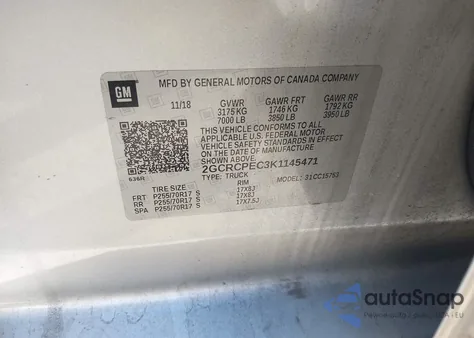 GM
MFD BY GENERAL MOTORS OF CANADA COMPANY
11/18 GVWR GAWR FRT GAWR RR
3175 KG 1746 KG 1792 KG
7000 LB 3850 LB 3950 LB
THIS VEHICLE CONFORMS TO ALL
APPLICABLE U.S. FEDERAL MOTOR
VEHICLE SAFETY STANDARDS IN EFFECT
ON THE DATE OF MANUFACTURE
SHOWN ABOVE.
2GCRCPEC3K1145471
TYPE: TRUCK MODEL:
TIRE SIZE RIM
FRT P255/70R17 S 17X8J
RR P255/70R17 S 17X8J
SPA P255/70R17 S 17X7.5J
autoSnap